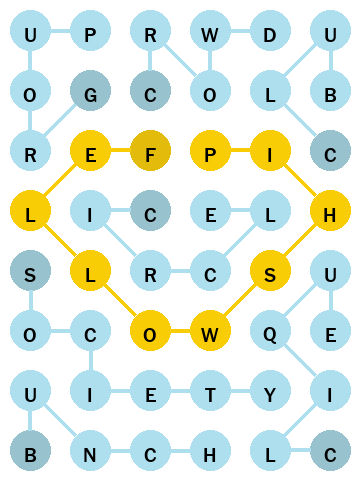 U P R W D U
O G C O L B
R E F P I C
L I C E L H
S L R C S U
O C O W Q E
U I E T Y I
B N C H L C